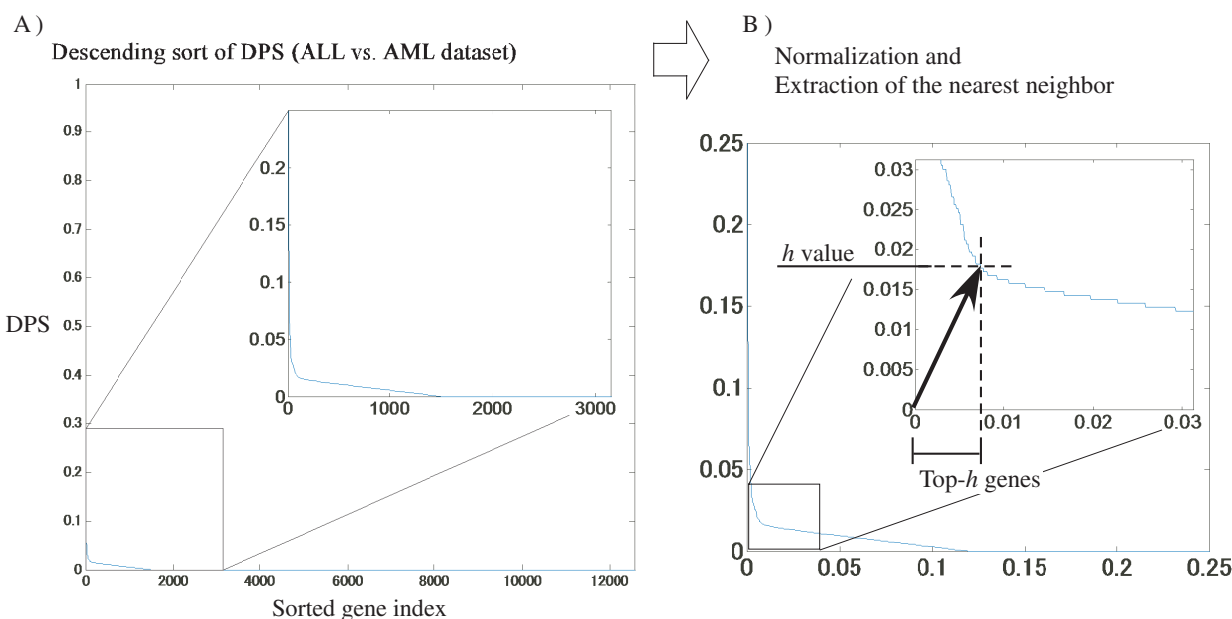 A )
Descending sort of DPS (ALL vs. AML dataset)
1
0.9
0.8
0.7
0.6
0.5
0.4
0.3
0.2
0.1
0
DPS
0.2
0.15
0.1
0.05
0
0 1000 2000 3000
0 2000 4000 6000 8000 10000 12000
Sorted gene index
B )
Normalization and
Extraction of the nearest neighbor
0.25
0.2
0.15
0.1
0.05
0
h value
0.03
0.025
0.02
0.015
0.01
0.005
0
0 0.01 0.02 0.03
Top-h genes
0 0.05 0.1 0.15 0.2 0.25